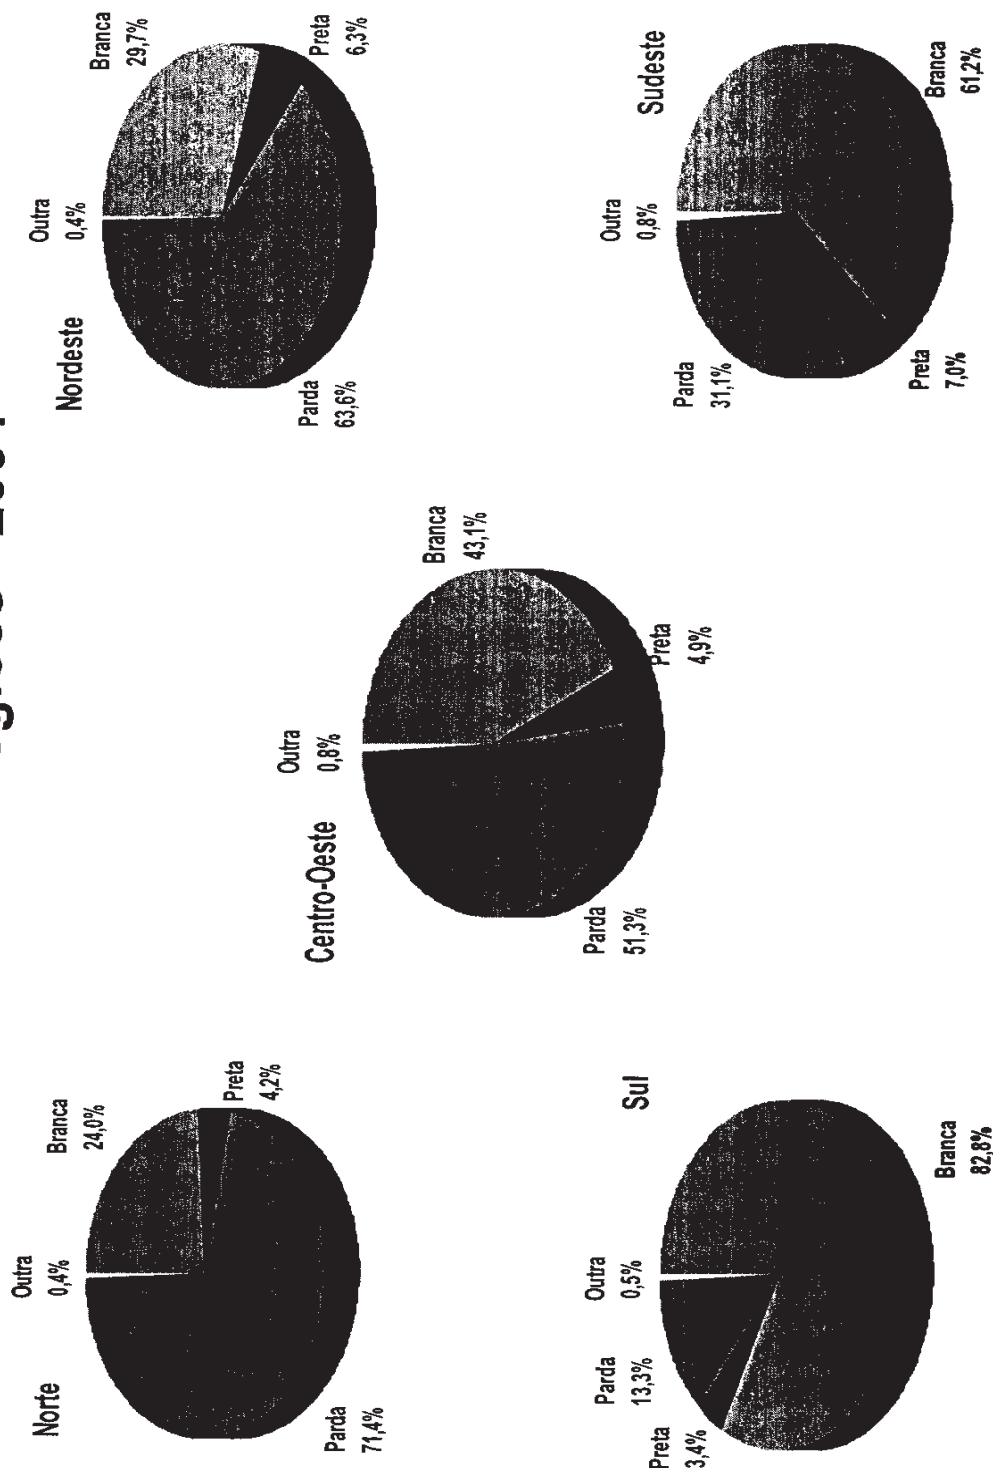 Norte
Outra
0,4%
Branca
24,0%
Preta
4,2%
Parda
71,4%
Nordeste
Outra
0,4%
Branca
29,7%
Preta
6,3%
Parda
63,6%
Centro-Oeste
Outra
0,8%
Branca
43,1%
Preta
4,9%
Parda
51,3%
Sul
Outra
0,5%
Parda
13,3%
Preta
3,4%
Branca
82,8%
Sudeste
Outra
0,8%
Parda
31,1%
Preta
7,0%
Branca
61,2%